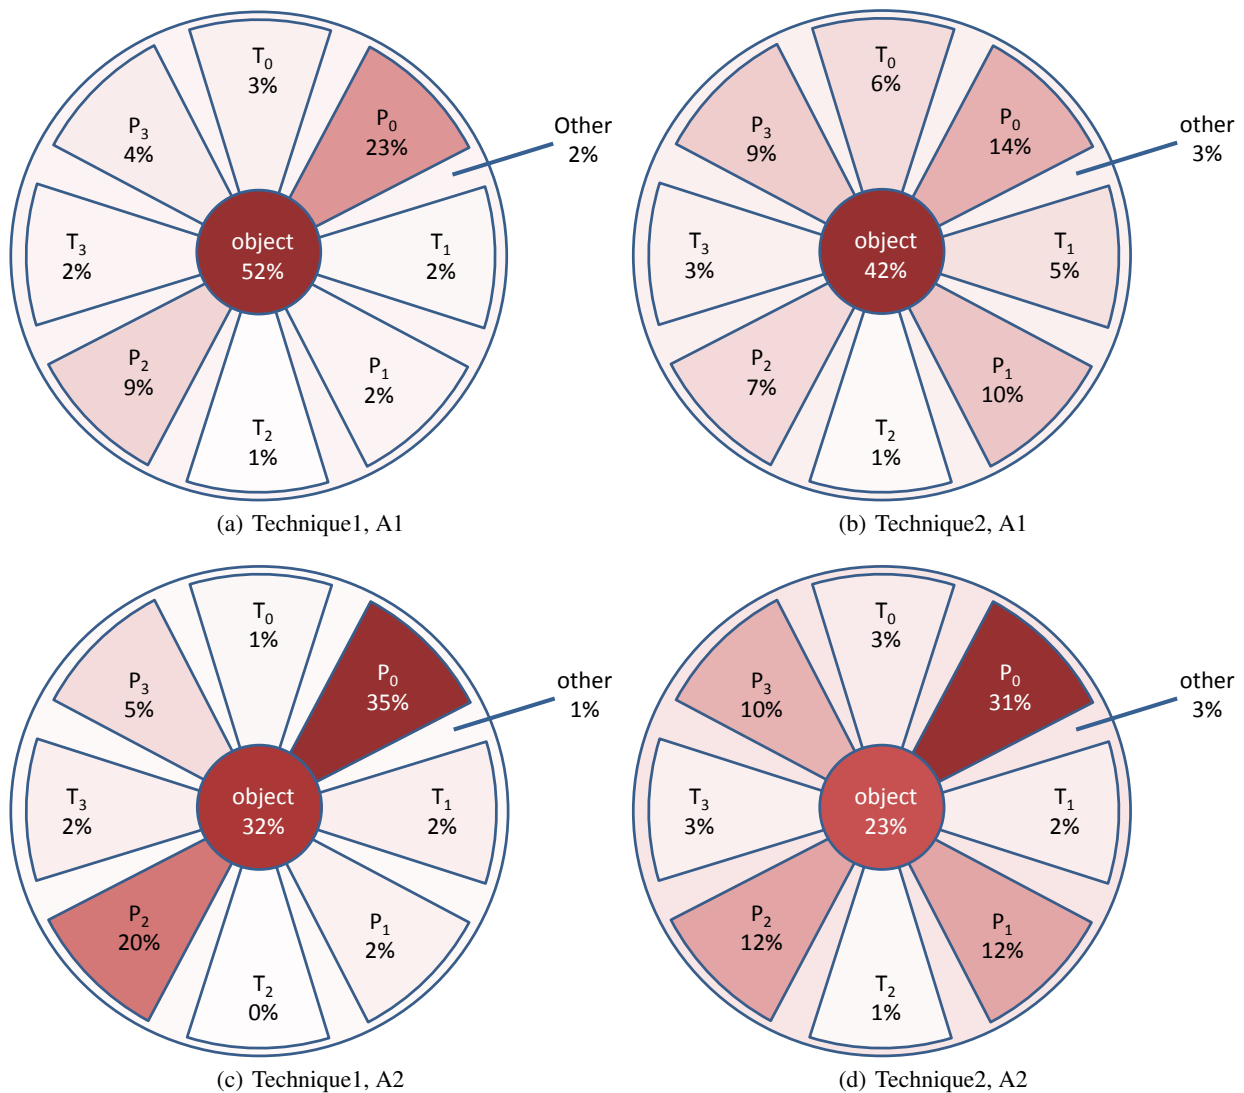 T₀
3%
P₀
23%
Other
2%
P₃
4%
T₃
2%
object
52%
T₁
2%
P₂
9%
P₁
2%
T₂
1%
(a) Technique1, A1
T₀
6%
P₀
14%
other
3%
P₃
9%
T₃
3%
object
42%
T₁
5%
P₂
7%
P₁
10%
T₂
1%
(b) Technique2, A1
T₀
1%
P₀
35%
other
1%
P₃
5%
T₃
2%
object
32%
T₁
2%
P₂
20%
P₁
2%
T₂
0%
(c) Technique1, A2
T₀
3%
P₀
31%
other
3%
P₃
10%
T₃
3%
object
23%
T₁
2%
P₂
12%
P₁
12%
T₂
1%
(d) Technique2, A2